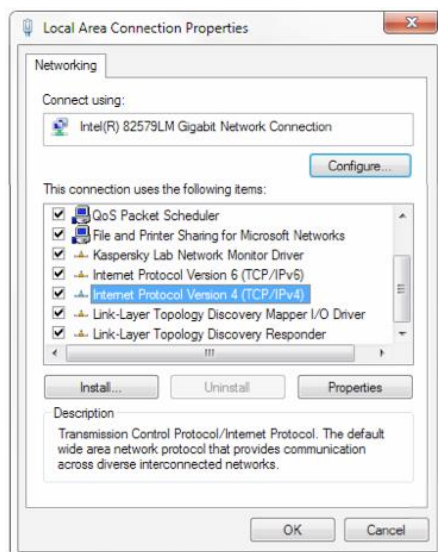 Local Area Connection Properties
Networking
Connect using:
Intel(R) 82579LM Gigabit Network Connection
Configure...
This connection uses the following items:
QoS Packet Scheduler
File and Printer Sharing for Microsoft Networks
Kaspersky Lab Network Monitor Driver
Internet Protocol Version 6 (TCP/IPv6)
Internet Protocol Version 4 (TCP/IPv4)
Link-Layer Topology Discovery Mapper I/O Driver
Link-Layer Topology Discovery Responder
Install...
Uninstall
Properties
Description
Transmission Control Protocol/Internet Protocol. The default
wide area network protocol that provides communication
across diverse interconnected networks.
OK
Cancel